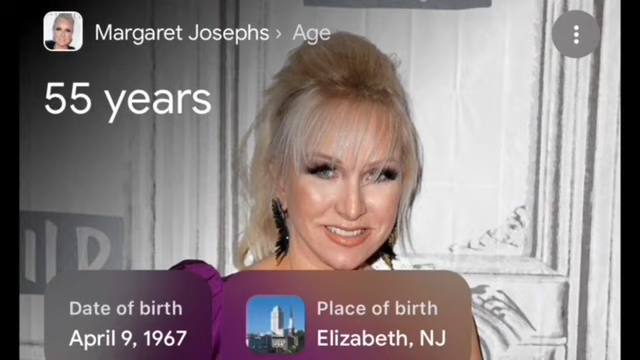 Margaret Josephs › Age
55 years
Date of birth
April 9, 1967
Place of birth
Elizabeth, NJ